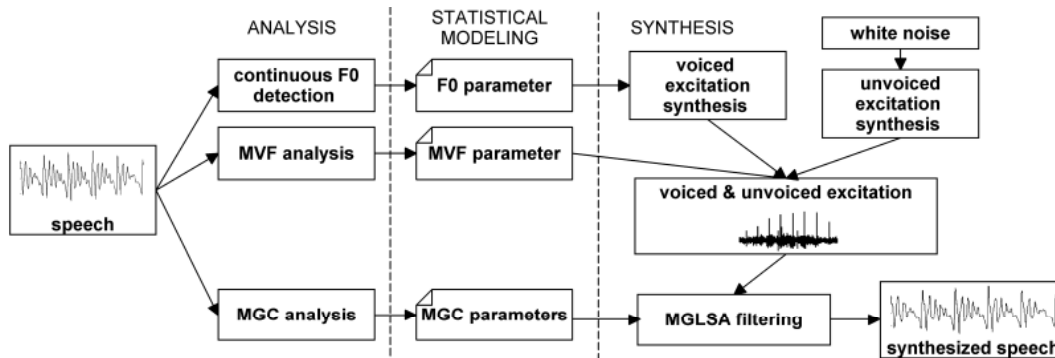 ANALYSIS
STATISTICAL
MODELING
SYNTHESIS
white noise
continuous F0
detection
F0 parameter
voiced
excitation
synthesis
unvoiced
excitation
synthesis
MVF analysis
MVF parameter
speech
voiced & unvoiced excitation
MGC analysis
MGC parameters
MGLSA filtering
synthesized speech